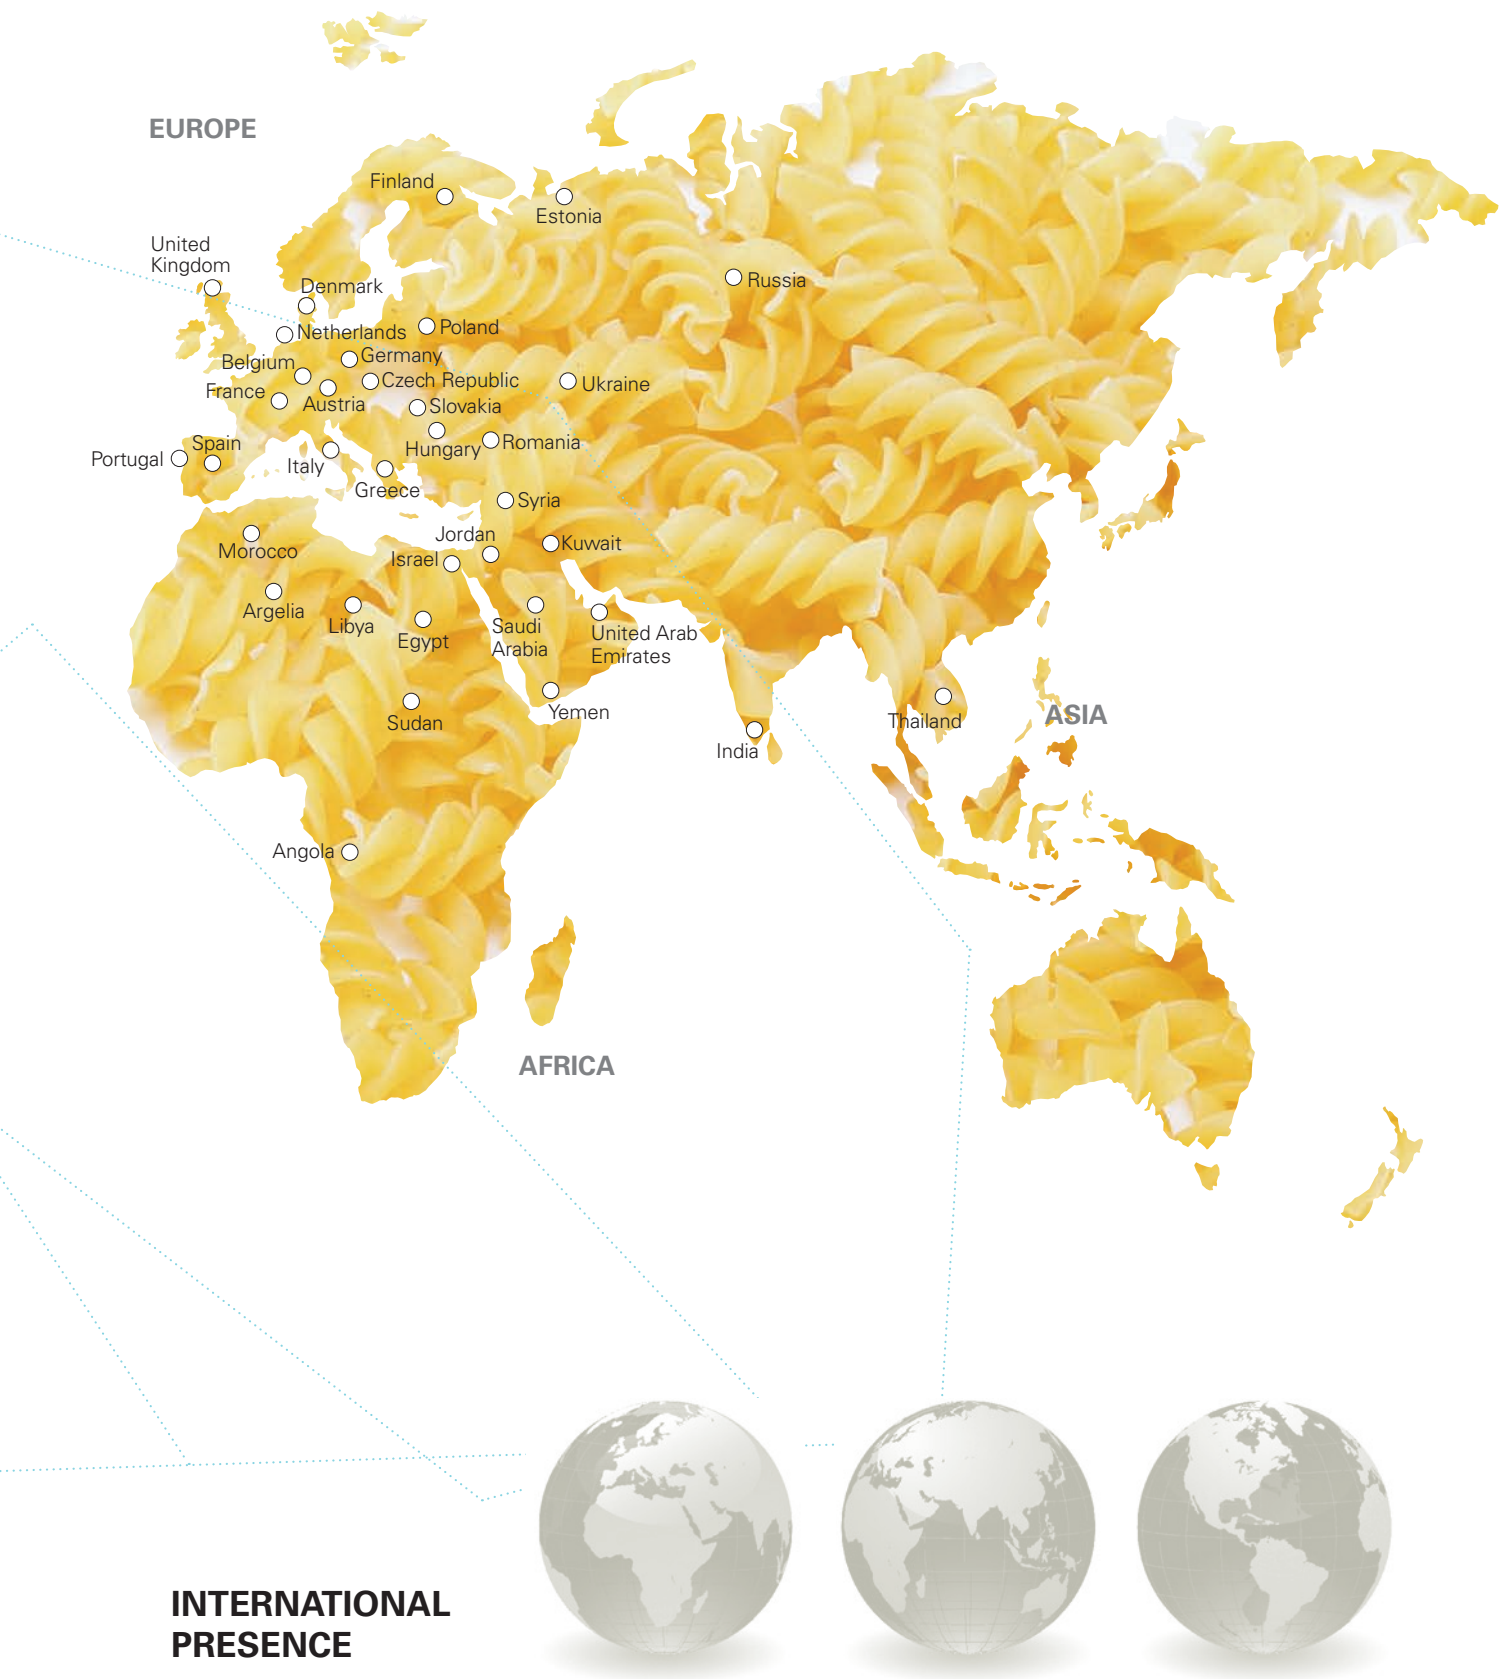 EUROPE
Finland
Estonia
United
Kingdom
Russia
Denmark
Netherlands
Poland
Germany
Belgium
Czech Republic
Ukraine
France
Austria
Slovakia
Spain
Hungary
Romania
Portugal
Italy
Greece
Syria
Jordan
Kuwait
Morocco
Israel
Argelia
Libya
Egypt
Saudi
Arabia
United Arab
Emirates
Yemen
Sudan
Thailand
ASIA
India
Angola
AFRICA
INTERNATIONAL
PRESENCE